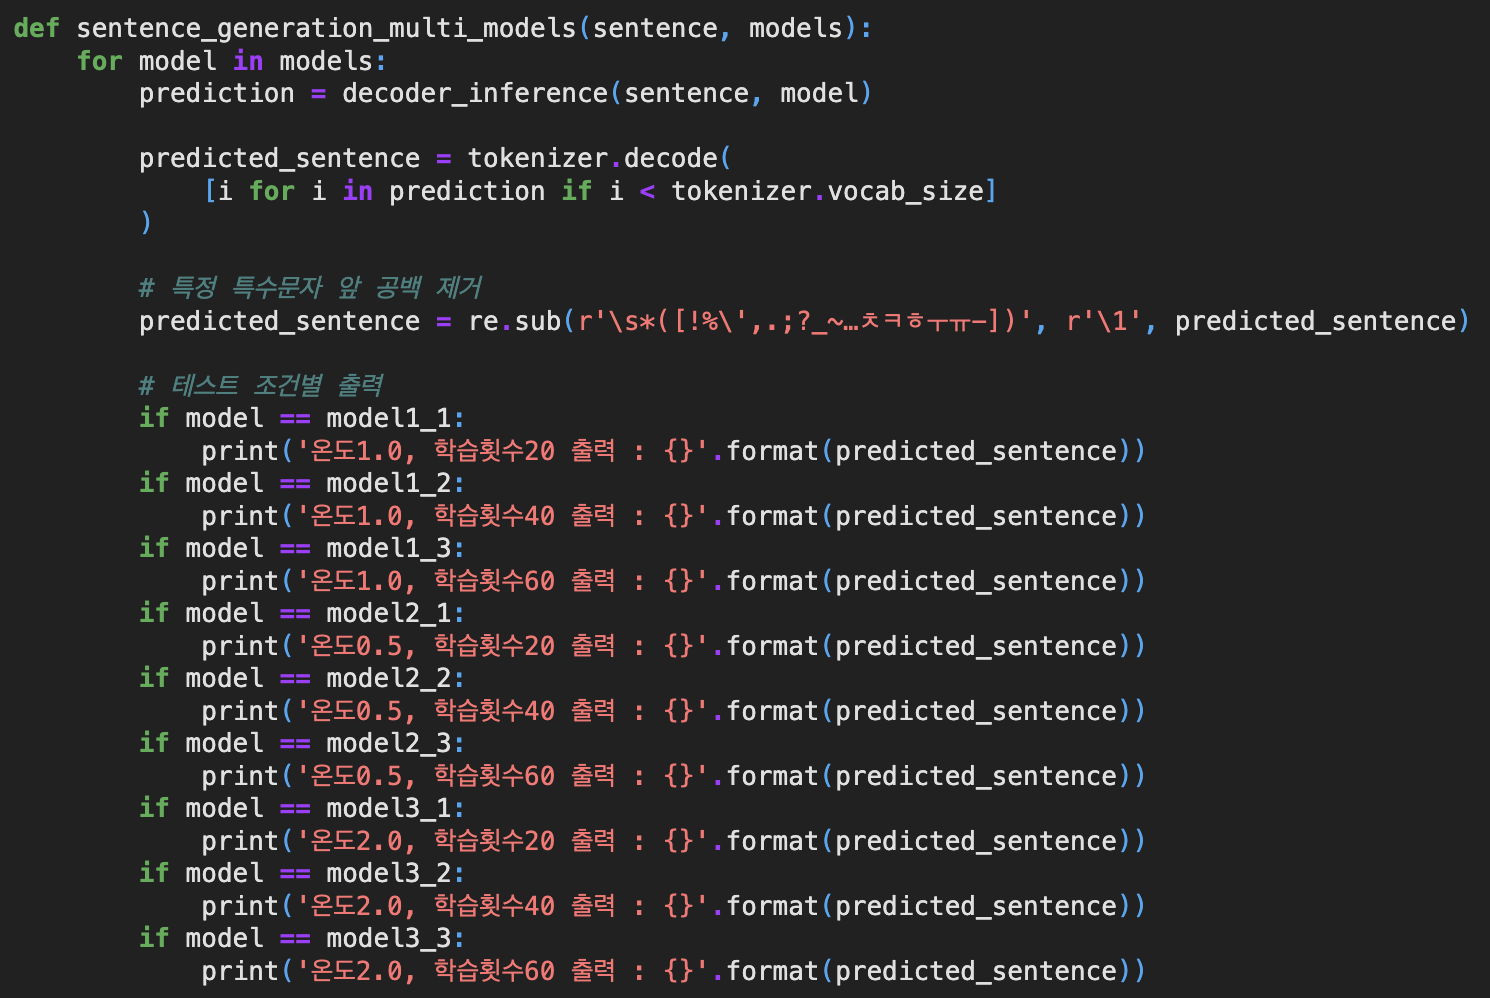 def sentence_generation_multi_models(sentence, models):
    for model in models:
        prediction = decoder_inference(sentence, model)

        predicted_sentence = tokenizer.decode(
            [i for i in prediction if i < tokenizer.vocab_size]
        )

        # 특정 특수문자 앞 공백 제거
        predicted_sentence = re.sub(r'\s*([!%\',.;?_~…ㅊㅋㅎㅜㅠ-])', r'\1', predicted_sentence)

        # 테스트 조건별 출력
        if model == model1_1:
            print('온도1.0, 학습횟수20 출력 : {}'.format(predicted_sentence))
        if model == model1_2:
            print('온도1.0, 학습횟수40 출력 : {}'.format(predicted_sentence))
        if model == model1_3:
            print('온도1.0, 학습횟수60 출력 : {}'.format(predicted_sentence))
        if model == model2_1:
            print('온도0.5, 학습횟수20 출력 : {}'.format(predicted_sentence))
        if model == model2_2:
            print('온도0.5, 학습횟수40 출력 : {}'.format(predicted_sentence))
        if model == model2_3:
            print('온도0.5, 학습횟수60 출력 : {}'.format(predicted_sentence))
        if model == model3_1:
            print('온도2.0, 학습횟수20 출력 : {}'.format(predicted_sentence))
        if model == model3_2:
            print('온도2.0, 학습횟수40 출력 : {}'.format(predicted_sentence))
        if model == model3_3:
            print('온도2.0, 학습횟수60 출력 : {}'.format(predicted_sentence))